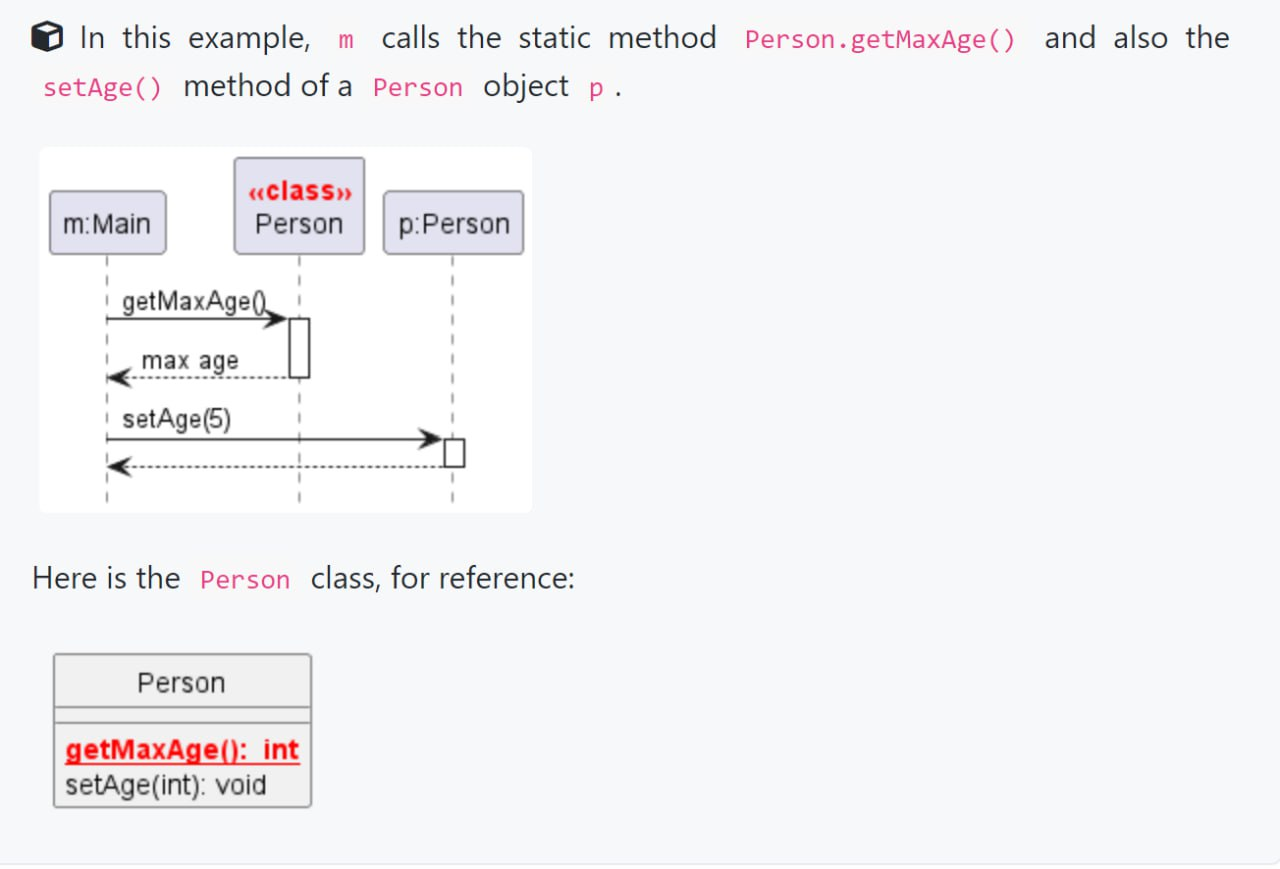 In this example, m calls the static method Person.getMaxAge() and also the
setAge() method of a Person object p .
«class»
m:Main
Person
p:Person
getMaxAge()
max age
setAge(5)
Here is the Person class, for reference:
Person
getMaxAge(): int
setAge(int): void